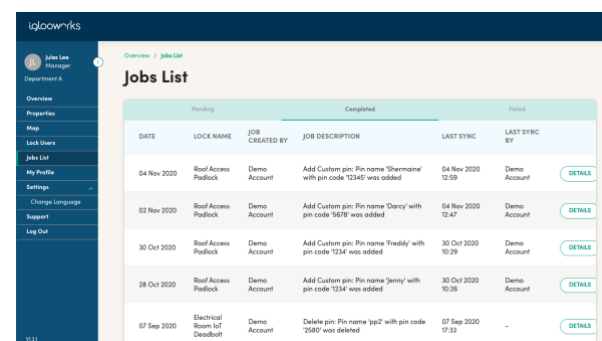 iglooworks
JL
Jules Lee
Manager
Department A
Overview
Properties
Map
Lock Users
Jobs List
My Profile
Settings
Change Language
Support
Log Out
V1.3.1
Overview / Jobs List
Jobs List
Pending Completed Failed
DATE LOCK NAME JOB CREATED BY JOB DESCRIPTION LAST SYNC LAST SYNC BY
04 Nov 2020 Roof Access Padlock Demo Account Add Custom pin: Pin name 'Shermaine' with pin code '12345' was added 04 Nov 2020 12:59 Demo Account DETAILS
02 Nov 2020 Roof Access Padlock Demo Account Add Custom pin: Pin name 'Darcy' with pin code '5678' was added 04 Nov 2020 12:47 Demo Account DETAILS
30 Oct 2020 Roof Access Padlock Demo Account Add Custom pin: Pin name 'Freddy' with pin code '1234' was added 30 Oct 2020 10:29 Demo Account DETAILS
28 Oct 2020 Roof Access Padlock Demo Account Add Custom pin: Pin name 'Jenny' with pin code '1234' was added 30 Oct 2020 10:26 Demo Account DETAILS
07 Sep 2020 Electrical Room IoT Deadbolt Demo Account Delete pin: Pin name 'pp2' with pin code '2580' was deleted 07 Sep 2020 17:33 - DETAILS